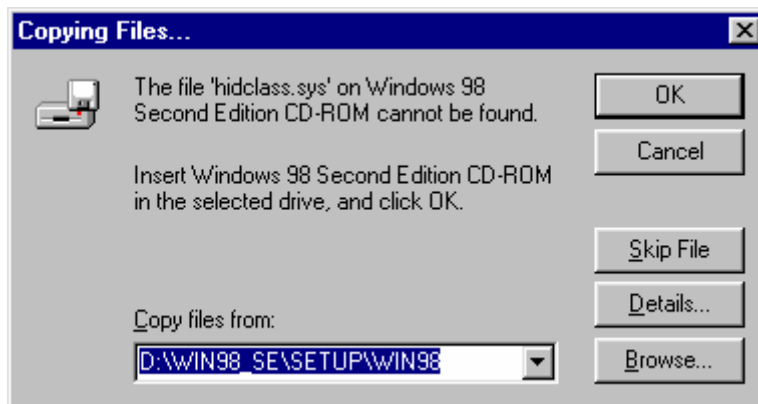 Copying Files...
The file 'hidclass.sys' on Windows 98
Second Edition CD-ROM cannot be found.
Insert Windows 98 Second Edition CD-ROM
in the selected drive, and click OK.
Copy files from:
D:\WIN98_SE\SETUP\WIN98
OK
Cancel
Skip File
Details...
Browse...